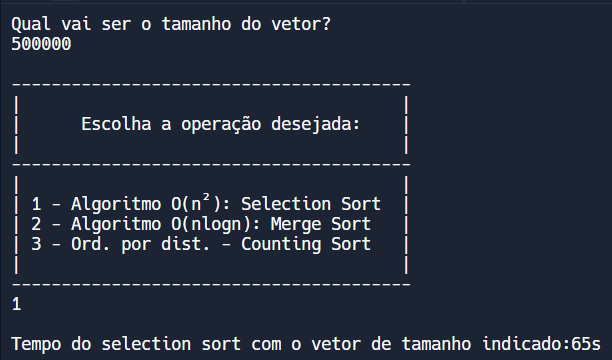 Qual vai ser o tamanho do vetor?
500000
----------------------------------------
|                                      |
|      Escolha a operação desejada:    |
|                                      |
----------------------------------------
|                                      |
| 1 - Algoritmo O(n²): Selection Sort  |
| 2 - Algoritmo O(nlogn): Merge Sort   |
| 3 - Ord. por dist. - Counting Sort   |
|                                      |
----------------------------------------
1
Tempo do selection sort com o vetor de tamanho indicado:65s